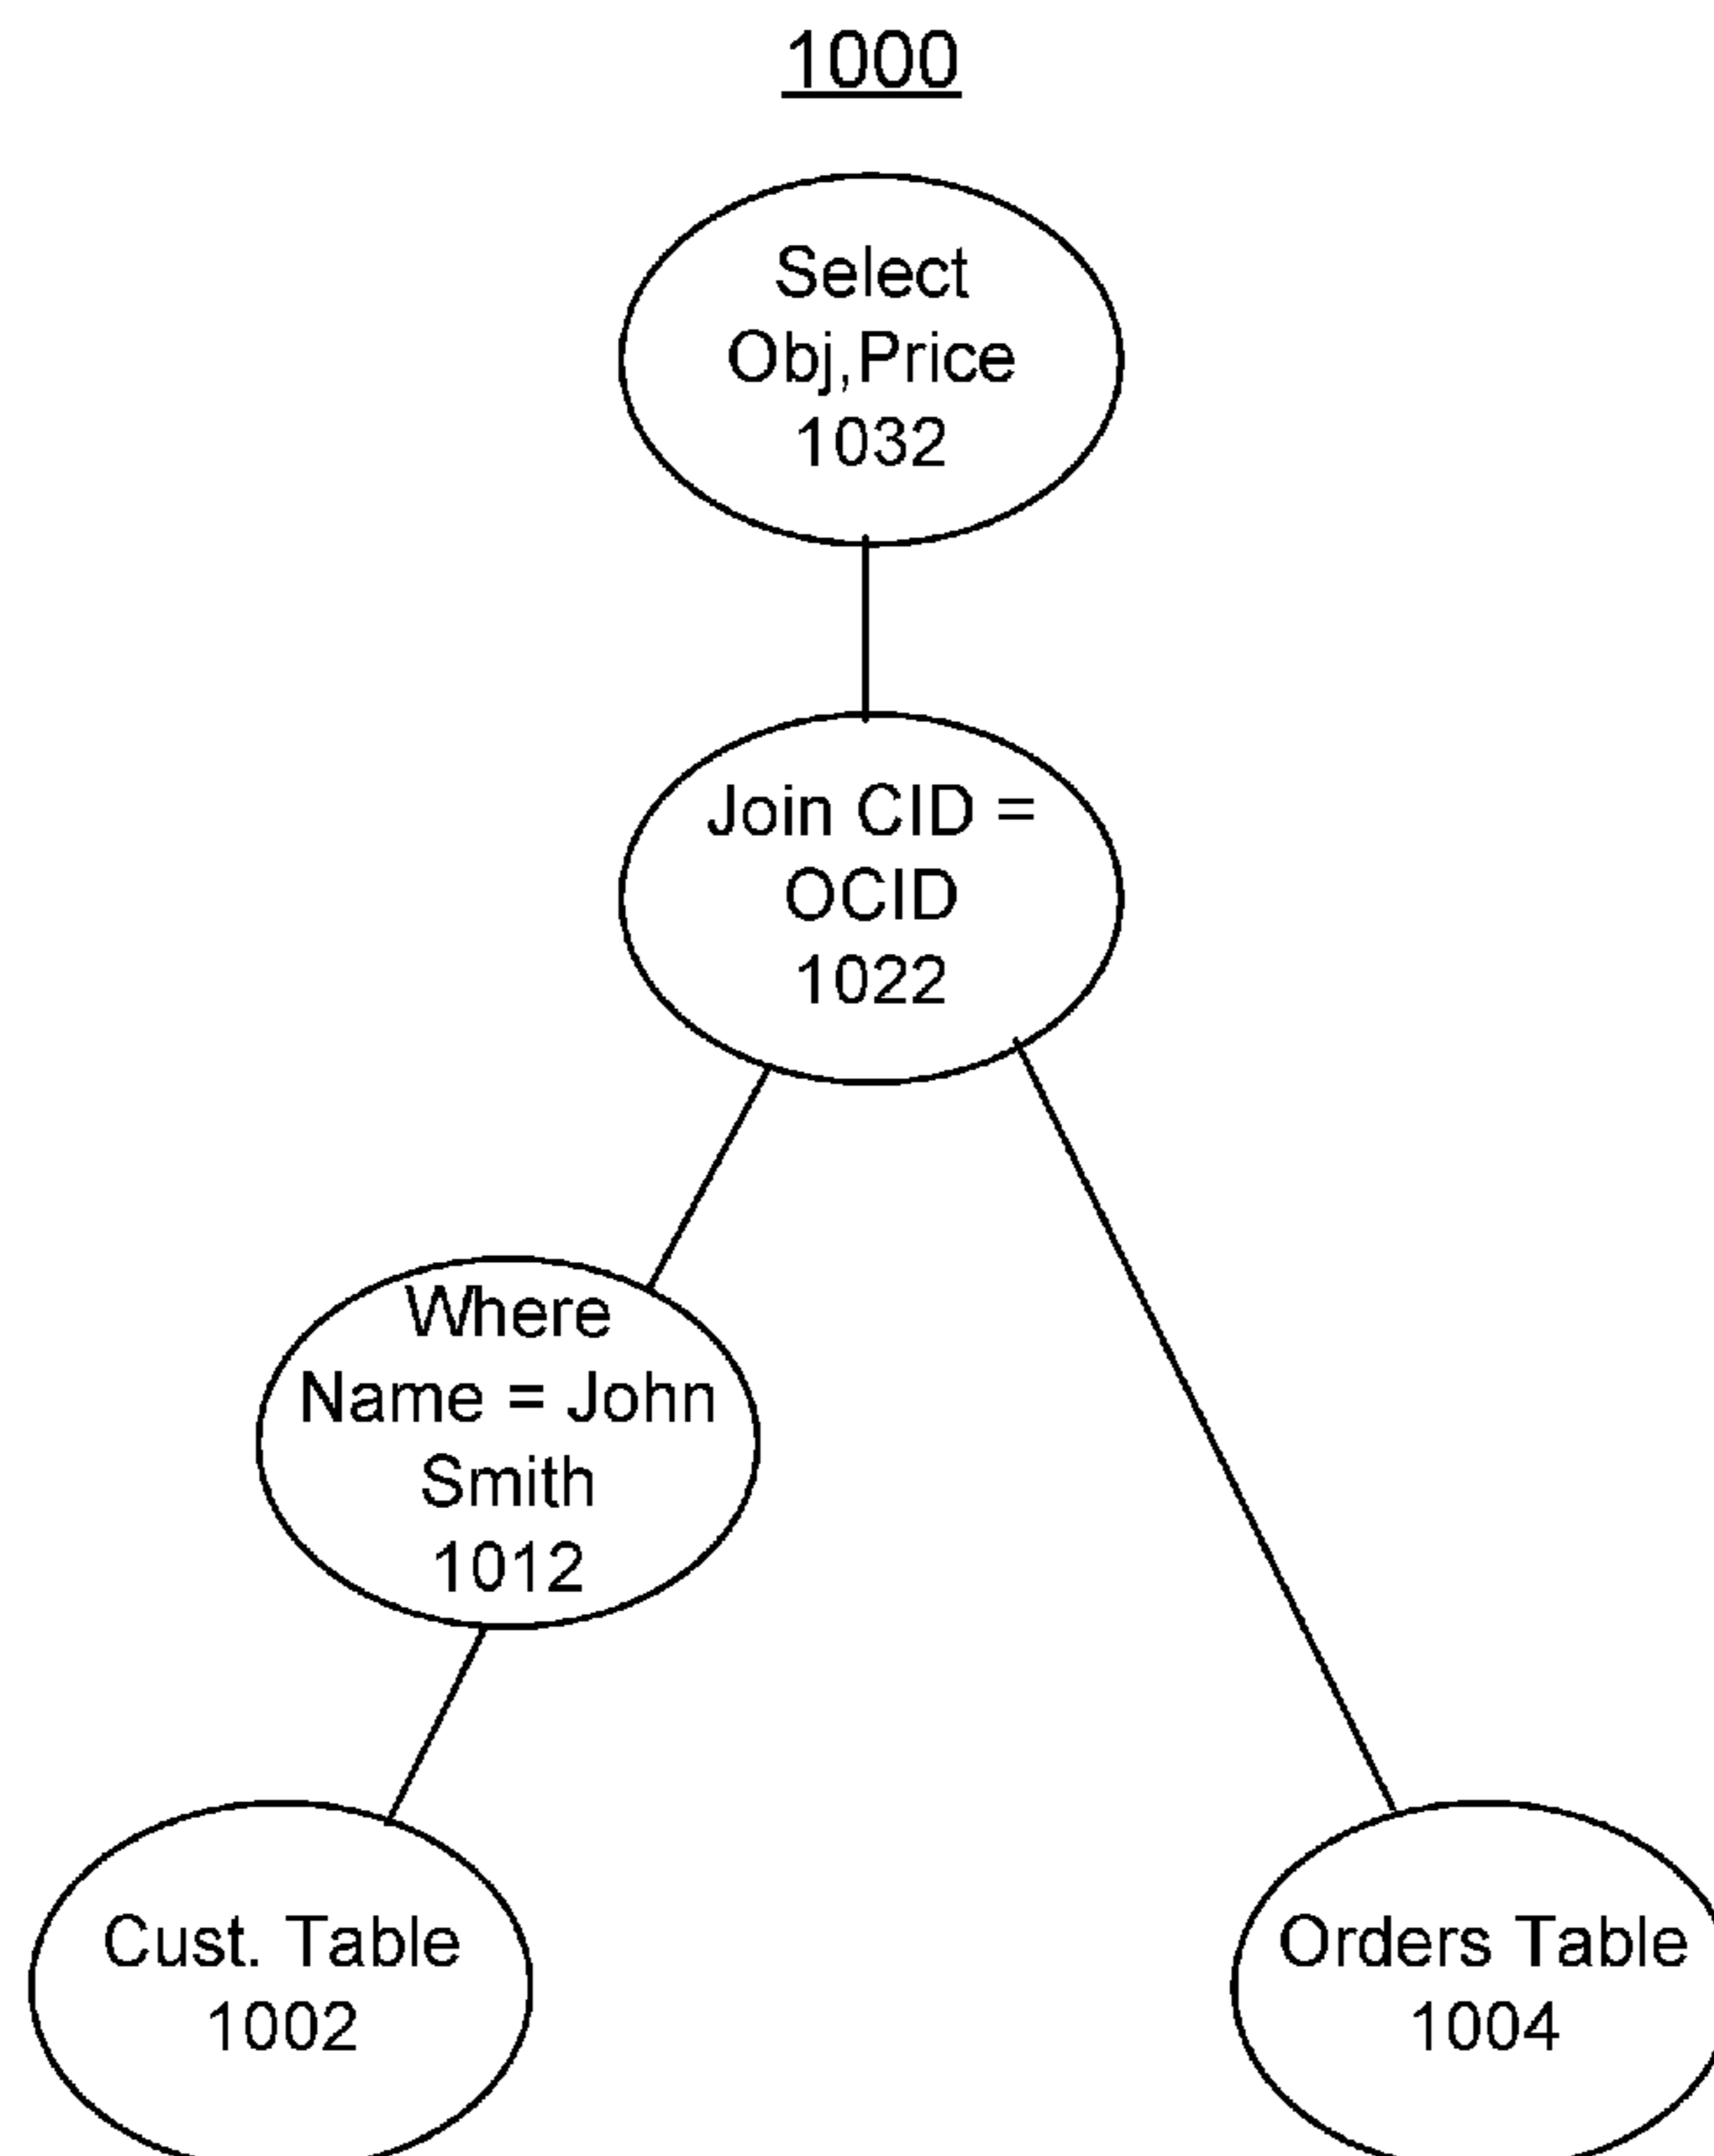 1000
Select
Obj,Price
1032
Join CID =
OCID
1022
Where
Name = John
Smith
1012
Cust. Table
1002
Orders Table
1004